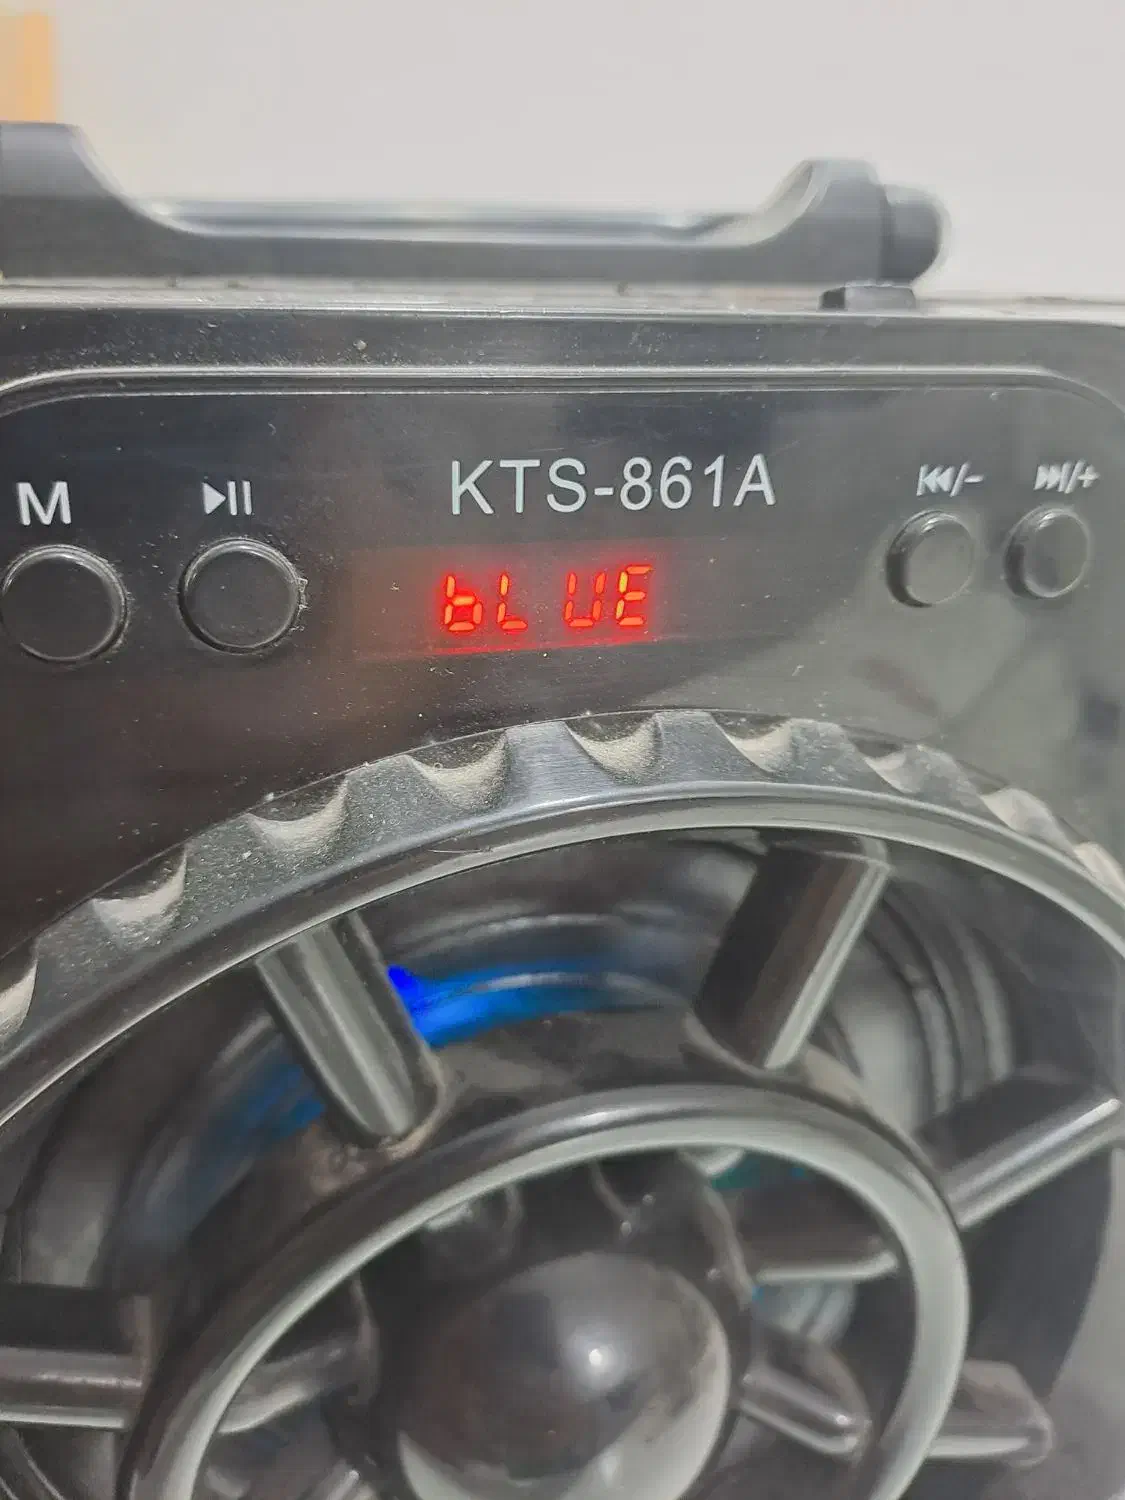 KTS-861A
M ⏯ ⏮/- ⏭/+
bLUE